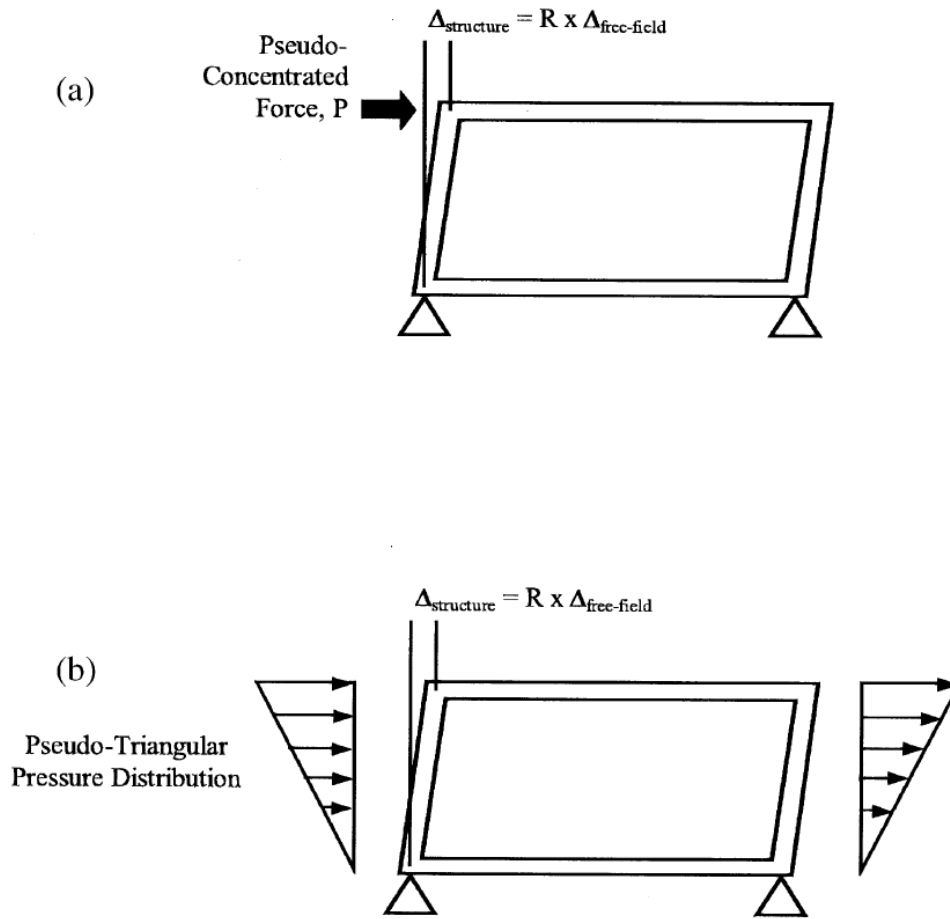 Δstructure = R x Δfree-field
Pseudo-
Concentrated
Force, P
(a)
Δstructure = R x Δfree-field
(b)
Pseudo-Triangular
Pressure Distribution